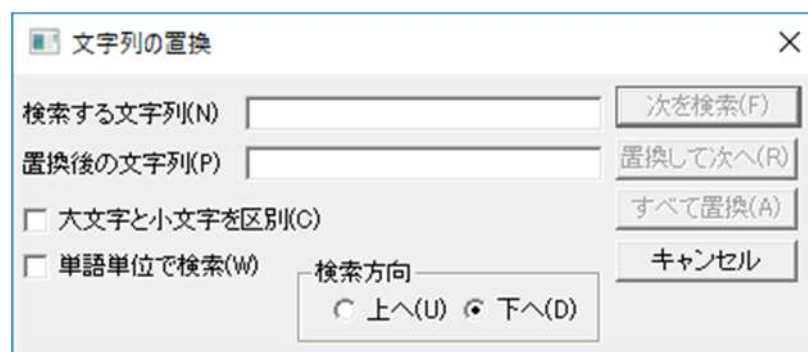 文字列の置換
検索する文字列(N)
次を検索(F)
置換後の文字列(P)
置換して次へ(R)
大文字と小文字を区別(C)
すべて置換(A)
単語単位で検索(W)
キャンセル
検索方向
上へ(U) 下へ(D)